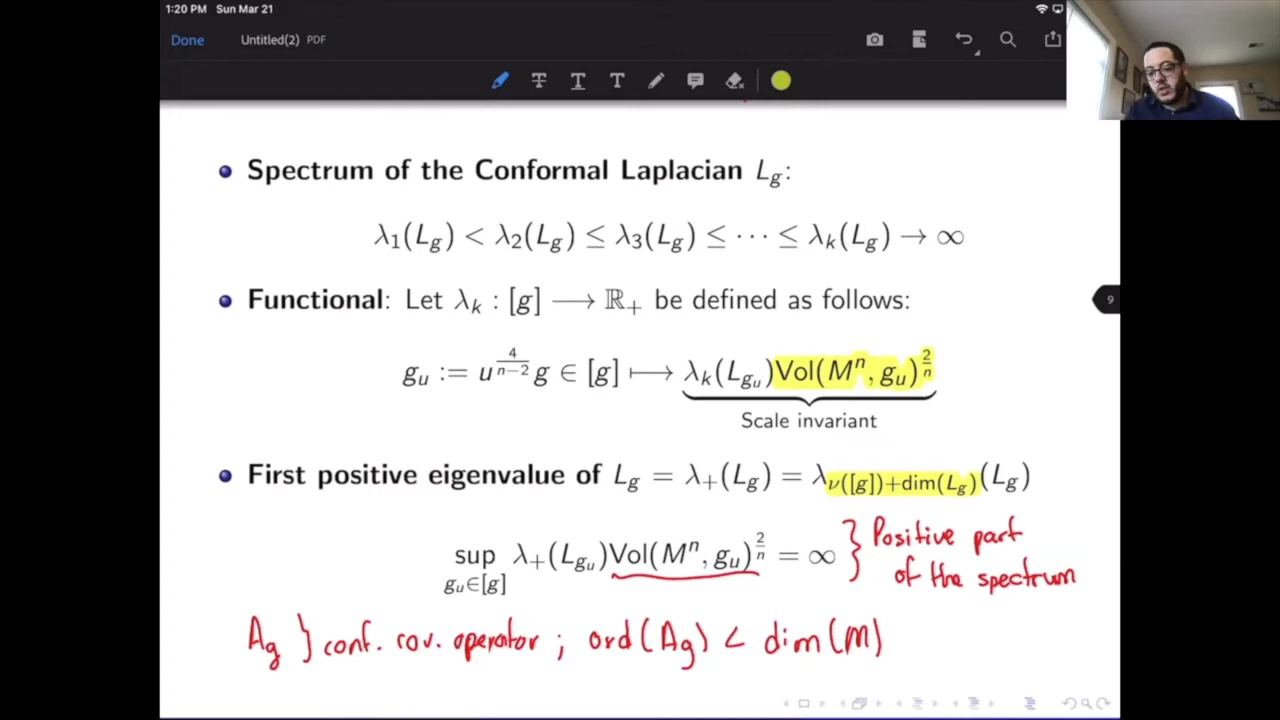 1:20 PM Sun Mar 21
Done Untitled(2) PDF
• Spectrum of the Conformal Laplacian L_g:
λ_1(L_g) < λ_2(L_g) ≤ λ_3(L_g) ≤ ··· ≤ λ_k(L_g) → ∞
• Functional: Let λ_k : [g] ⟶ ℝ_+ be defined as follows:
9
g_u := u^{4/(n−2)} g ∈ [g] ⟼ λ_k(L_{g_u})Vol(M^n, g_u)^{2/n}
Scale invariant
• First positive eigenvalue of L_g = λ_+(L_g) = λ_{ν([g])+dim(L_g)}(L_g)
sup_{g_u∈[g]} λ_+(L_{g_u})Vol(M^n, g_u)^{2/n} = ∞ } Positive part
of the spectrum
A_g } conf. cov. operator ; ord(A_g) < dim(M)